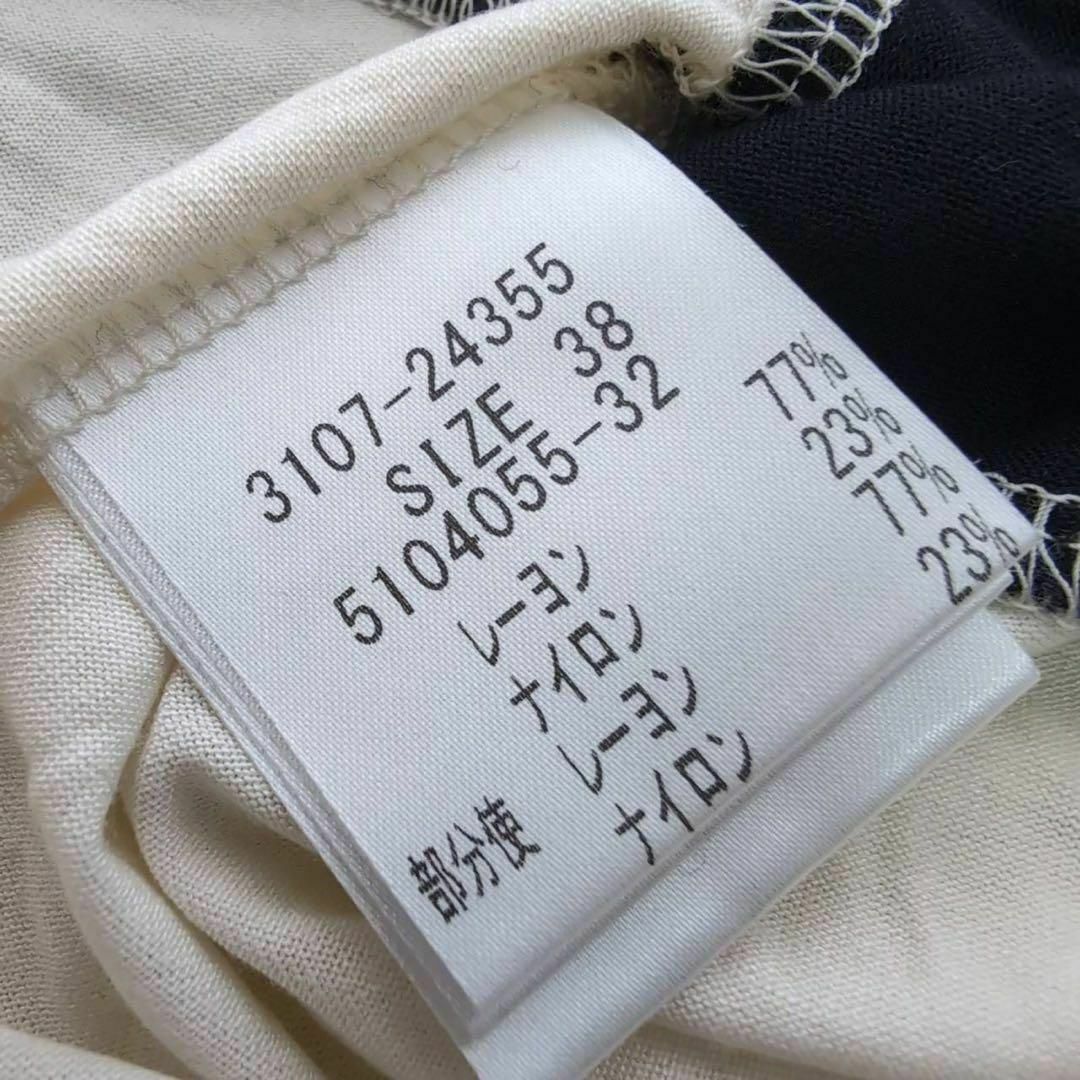 3107-24355
SIZE 38
5104055-32
レーヨン 77%
ナイロン 23%
レーヨン 77%
部分使 ナイロン 23%